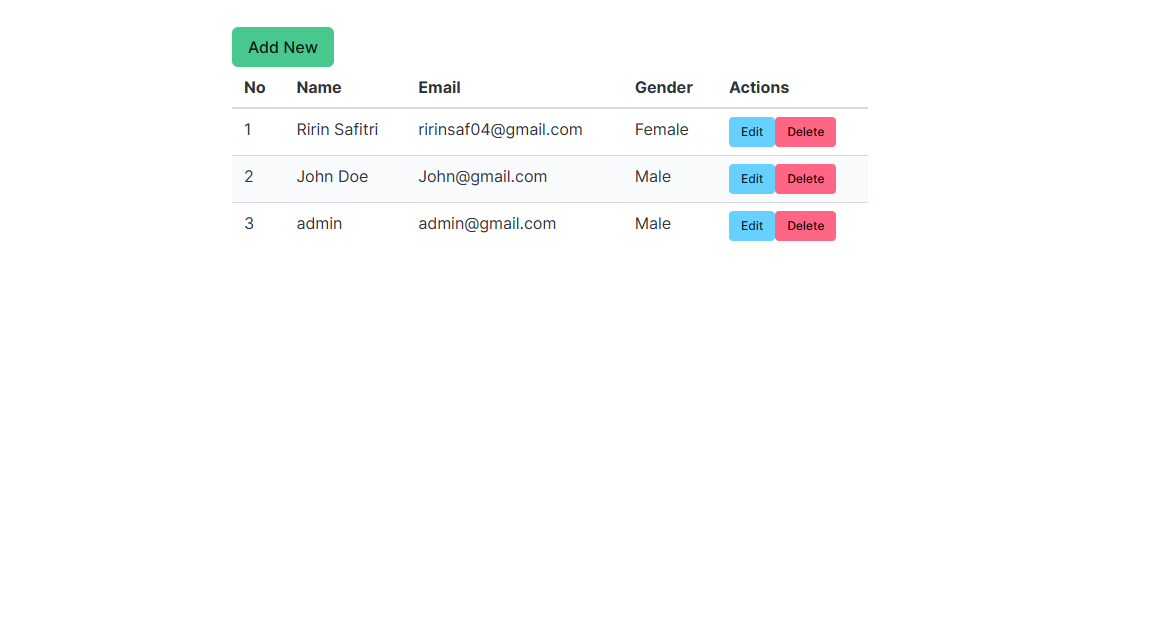 Add New
No Name Email Gender Actions
1 Ririn Safitri ririnsaf04@gmail.com Female Edit Delete
2 John Doe John@gmail.com Male Edit Delete
3 admin admin@gmail.com Male Edit Delete